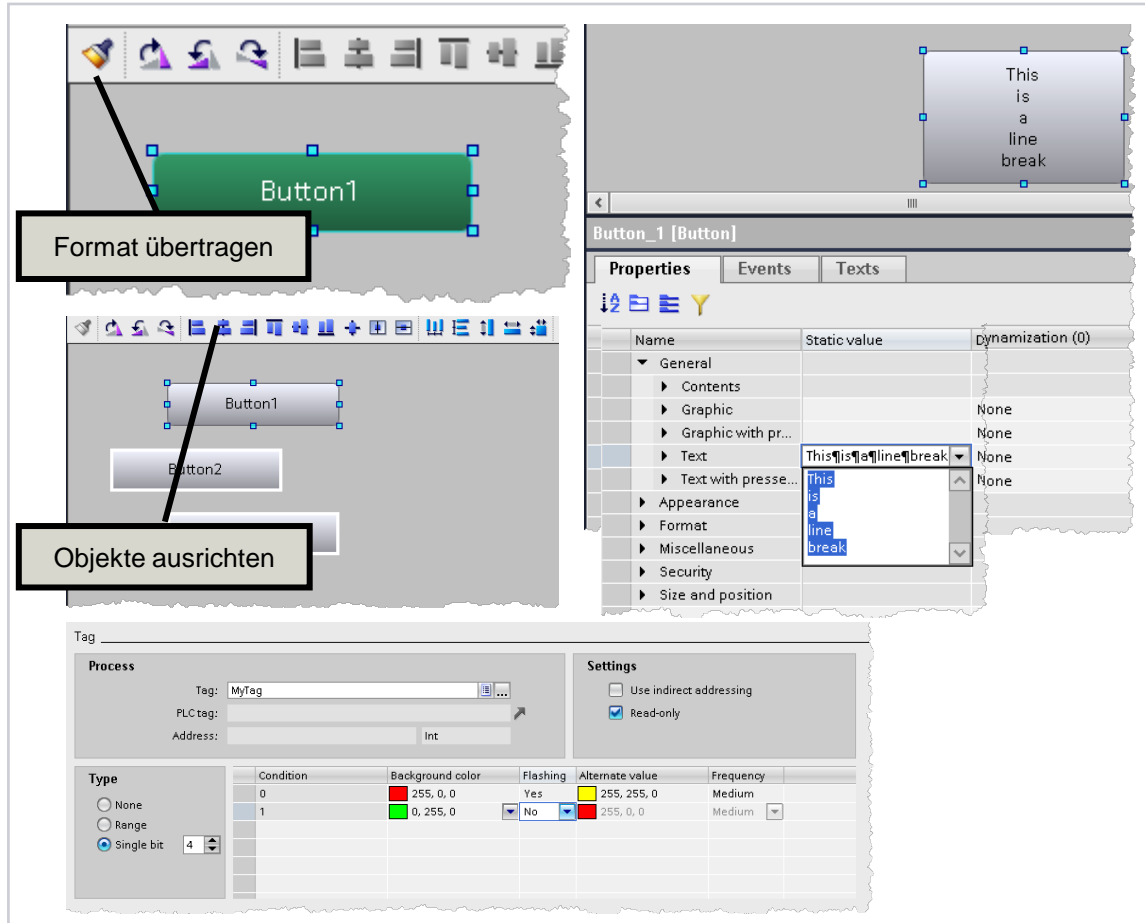 Button1
Format übertragen
Button1
Button2
Objekte ausrichten
This
is
a
line
break
Button_1 [Button]
Properties Events Texts
Name Static value Dynamization (0)
General
Contents
Graphic None
Graphic with pr... None
Text This¶is¶a¶line¶break None
Text with presse... This None
is
a
line
break
Appearance
Format
Miscellaneous
Security
Size and position
Tag
Process
Tag: MyTag ...
PLC tag:
Address: Int
Settings
Use indirect addressing
Read-only
Type
None
Range
Single bit 4
Condition Background color Flashing Alternate value Frequency
0 255, 0, 0 Yes 255, 255, 0 Medium
1 0, 255, 0 No 255, 0, 0 Medium